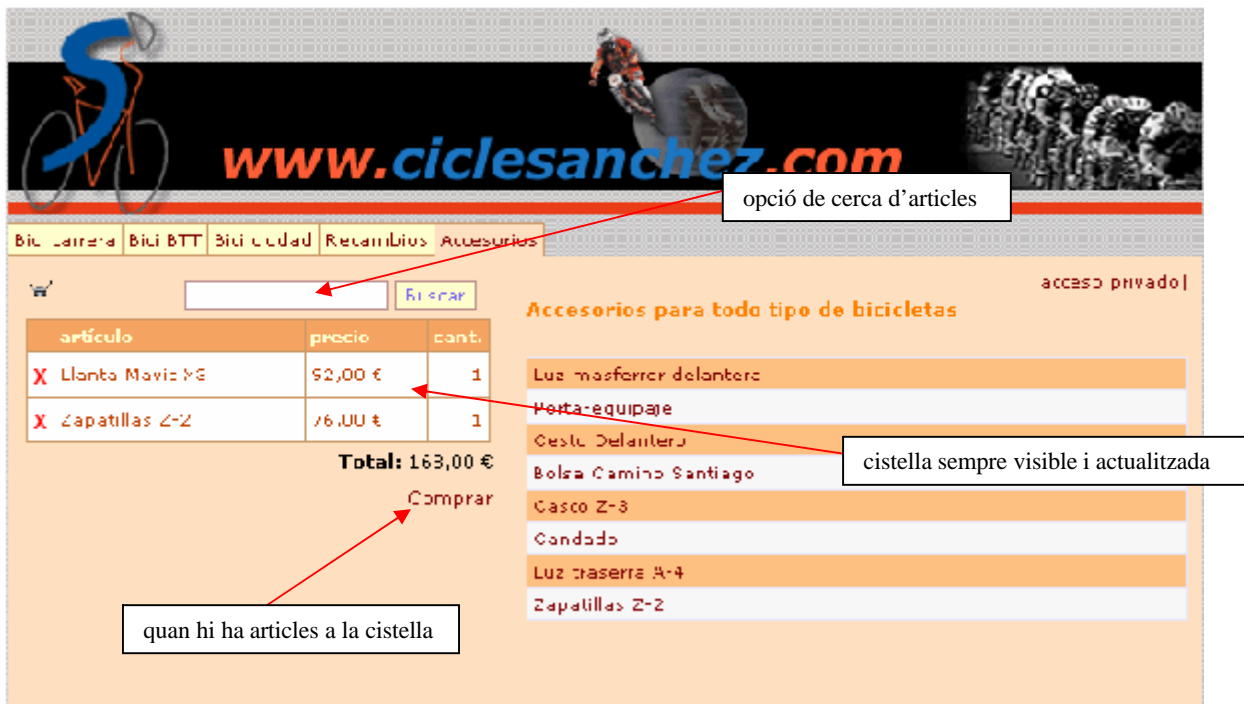 www.ciclesanchez.com
opció de cerca d'articles
Bici carrera Bici BTT Bici ciudad Recambios Accesorios
acceso privado|
Buscar
Accesorios para todo tipo de bicicletas
artículo precio cant.
X Llanta Mavic 92,00 € 1
X Zapatillas Z-2 76,00 € 1
Total: 168,00 €
Comprar
Luz masferrer delantera
Porta-equipaje
Cesto Delantero
Bolsa Camino Santiago
Casco
Candado
Luz traserra A-4
Zapatillas Z-2
cistella sempre visible i actualitzada
quan hi ha articles a la cistella